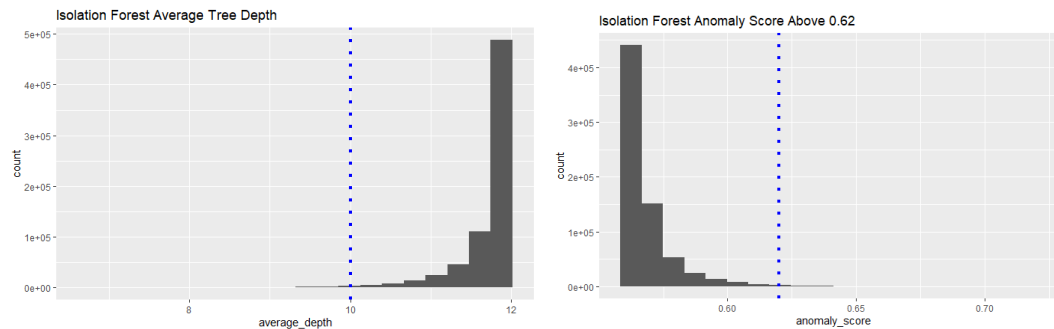 Isolation Forest Average Tree Depth
5e+05
4e+05
3e+05
2e+05
1e+05
0e+00
count
8
10
12
average_depth
Isolation Forest Anomaly Score Above 0.62
4e+05
3e+05
2e+05
1e+05
0e+00
count
0.60
0.65
0.70
anomaly_score